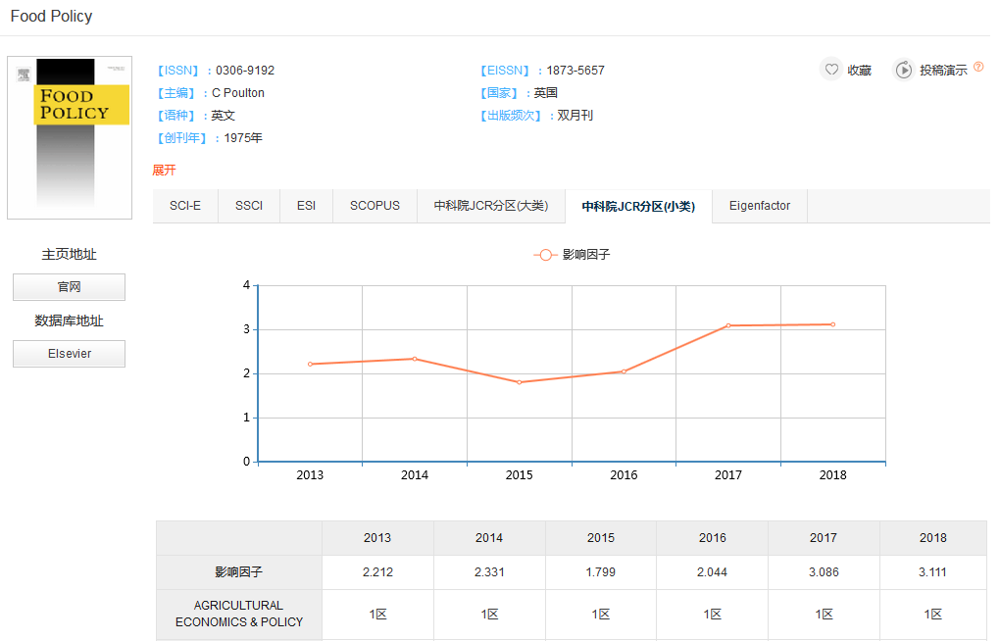 Food Policy
FOOD
POLICY
【ISSN】：0306-9192
【EISSN】：1873-5657
收藏
投稿演示 ?
【主编】：C Poulton
【国家】：英国
【语种】：英文
【出版频次】：双月刊
【创刊年】：1975年
展开
SCI-E SSCI ESI SCOPUS 中科院JCR分区(大类) 中科院JCR分区(小类) Eigenfactor
主页地址
官网
数据库地址
Elsevier
影响因子
4
3
2
1
0
2013 2014 2015 2016 2017 2018
2013 2014 2015 2016 2017 2018
影响因子 2.212 2.331 1.799 2.044 3.086 3.111
AGRICULTURAL
ECONOMICS & POLICY 1区 1区 1区 1区 1区 1区